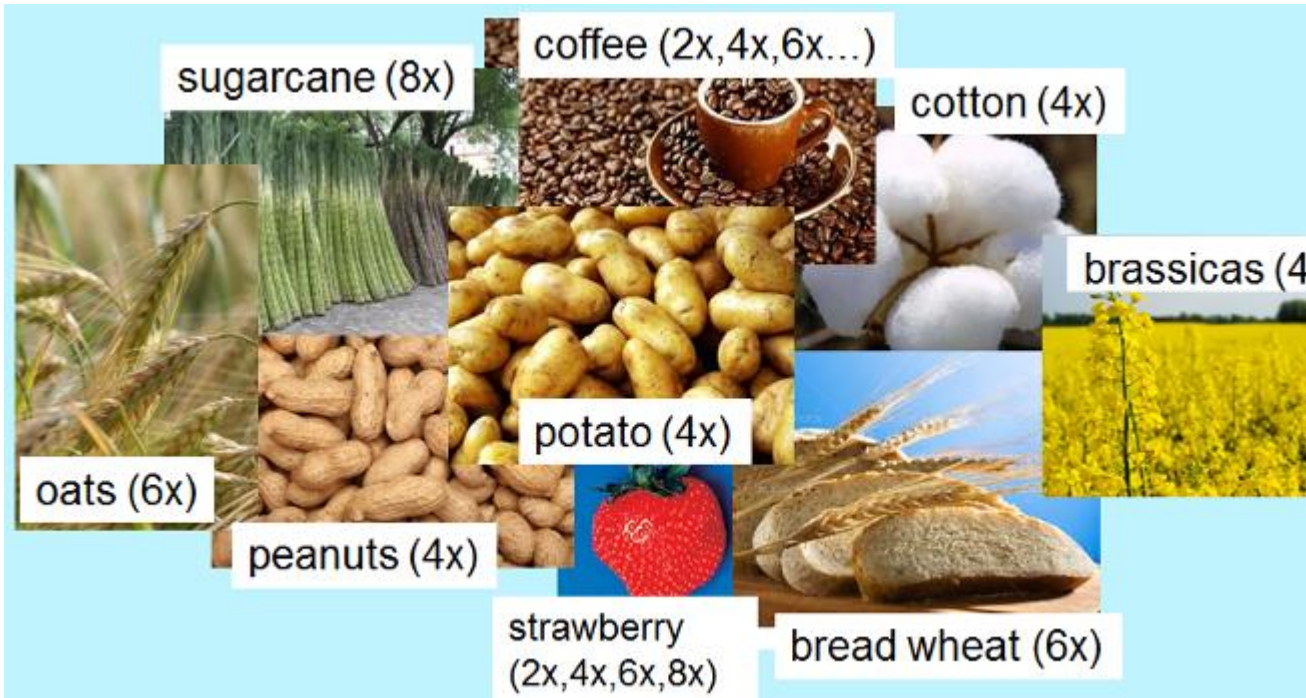 coffee (2x,4x,6x...)
sugarcane (8x)
cotton (4x)
brassicas (4
potato (4x)
oats (6x)
peanuts (4x)
strawberry
(2x,4x,6x,8x)
bread wheat (6x)